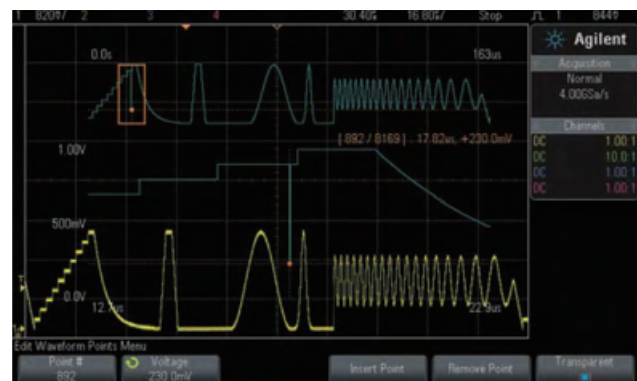 1 820V/ 2 3 4 30.40s 16.80s/ Stop 1 844V
Agilent
0.0s
163us
Acquisition
Normal
4.00GSa/s
Channels
DC 1.00:1
DC 10.0:1
DC 1.00:1
DC 1.00:1
[ 892 / 8169 ] : 17.82us, +230.0mV
1.00V
500mV
0.0V
12.7us
22.9us
Edit Waveform Points Menu
Point #
892
Voltage
230.0mV
Insert Point
Remove Point
Transparent